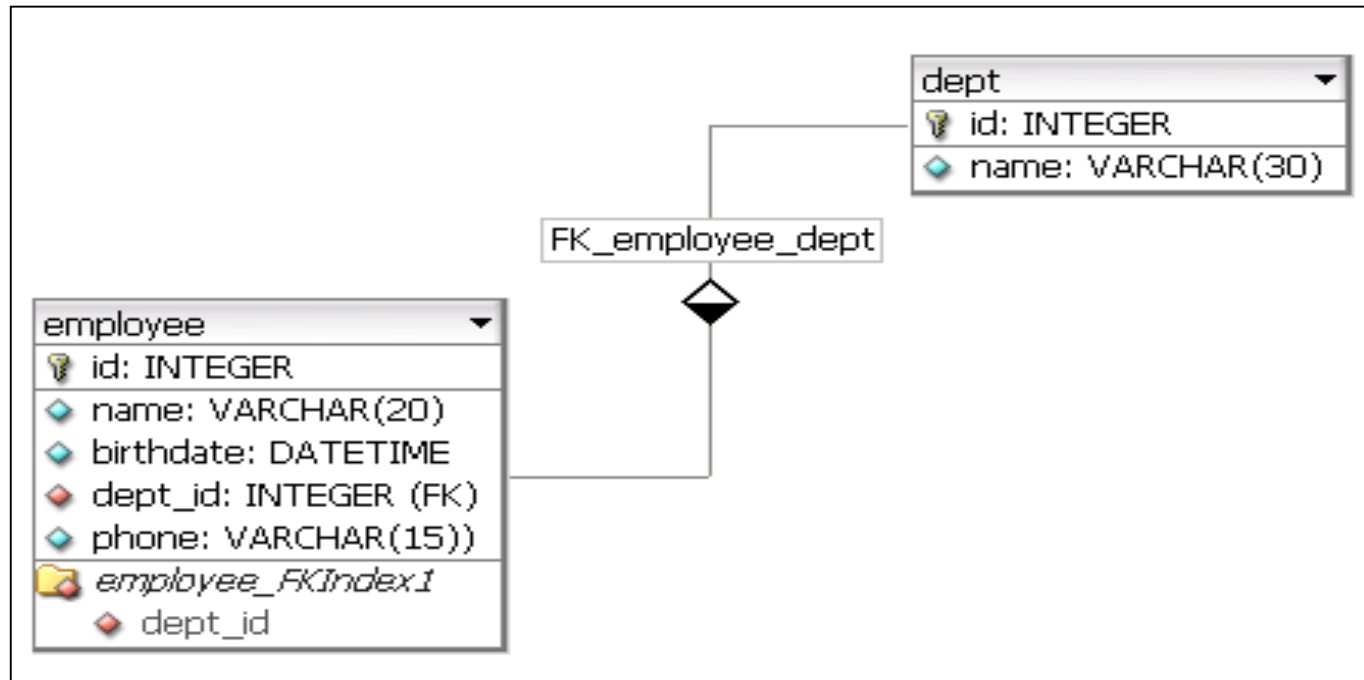 dept
id: INTEGER
name: VARCHAR(30)
FK_employee_dept
employee
id: INTEGER
name: VARCHAR(20)
birthdate: DATETIME
dept_id: INTEGER (FK)
phone: VARCHAR(15))
employee_FKIndex1
dept_id